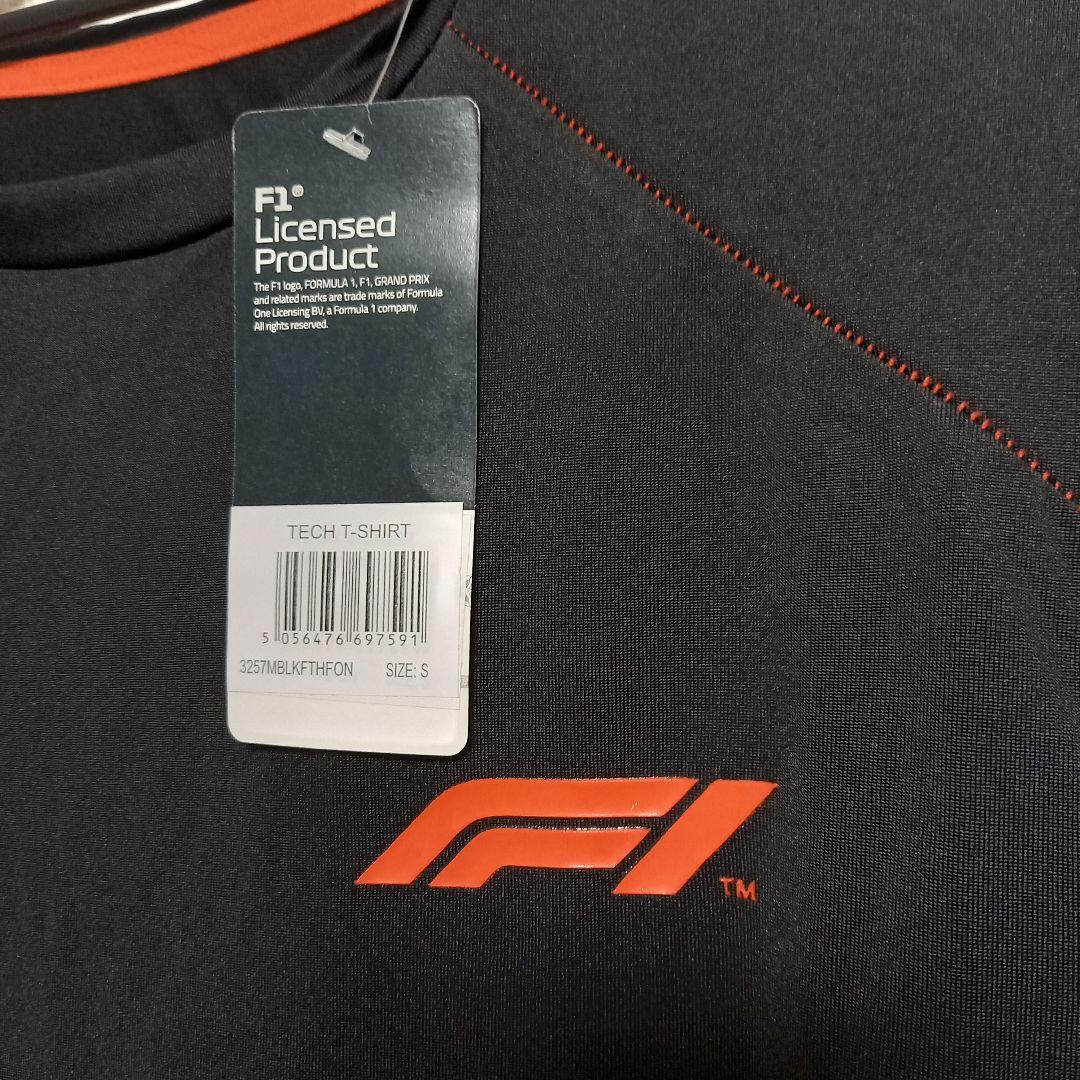 F1®
Licensed
Product
The F1 logo, FORMULA 1, F1, GRAND PRIX
and related marks are trade marks of Formula
One Licensing BV, a Formula 1 company.
All rights reserved.
TECH T-SHIRT
5 056476 697591
3257MBLKFTHFON SIZE: S
F1 TM